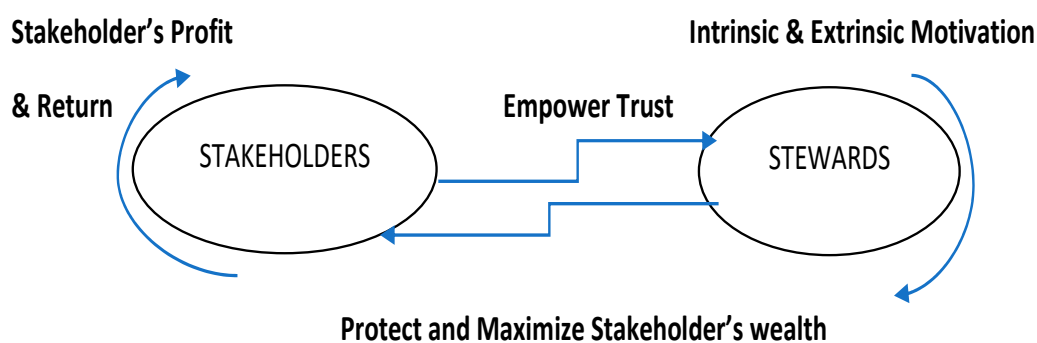 Stakeholder’s Profit
& Return
Intrinsic & Extrinsic Motivation
Empower Trust
STAKEHOLDERS
STEWARDS
Protect and Maximize Stakeholder’s wealth